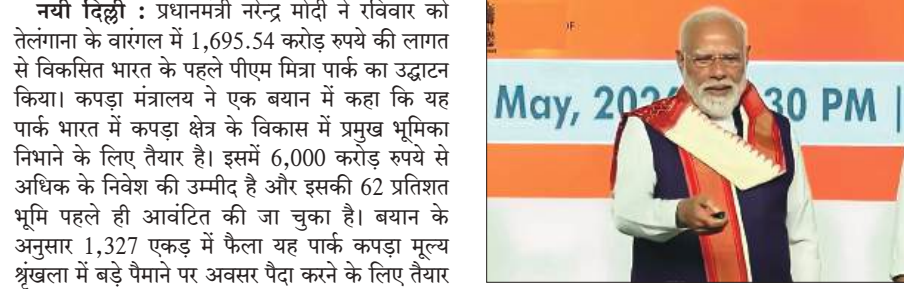 नयी दिल्ली : प्रधानमंत्री नरेन्द्र मोदी ने रविवार को
तेलंगाना के वारंगल में 1,695.54 करोड़ रुपये की लागत
से विकसित भारत के पहले पीएम मित्रा पार्क का उद्घाटन
किया। कपड़ा मंत्रालय ने एक बयान में कहा कि यह
पार्क भारत में कपड़ा क्षेत्र के विकास में प्रमुख भूमिका
निभाने के लिए तैयार है। इसमें 6,000 करोड़ रुपये से
अधिक के निवेश की उम्मीद है और इसकी 62 प्रतिशत
भूमि पहले ही आवंटित की जा चुका है। बयान के
अनुसार 1,327 एकड़ में फैला यह पार्क कपड़ा मूल्य
श्रृंखला में बड़े पैमाने पर अवसर पैदा करने के लिए तैयार
OF
May, 30 PM |